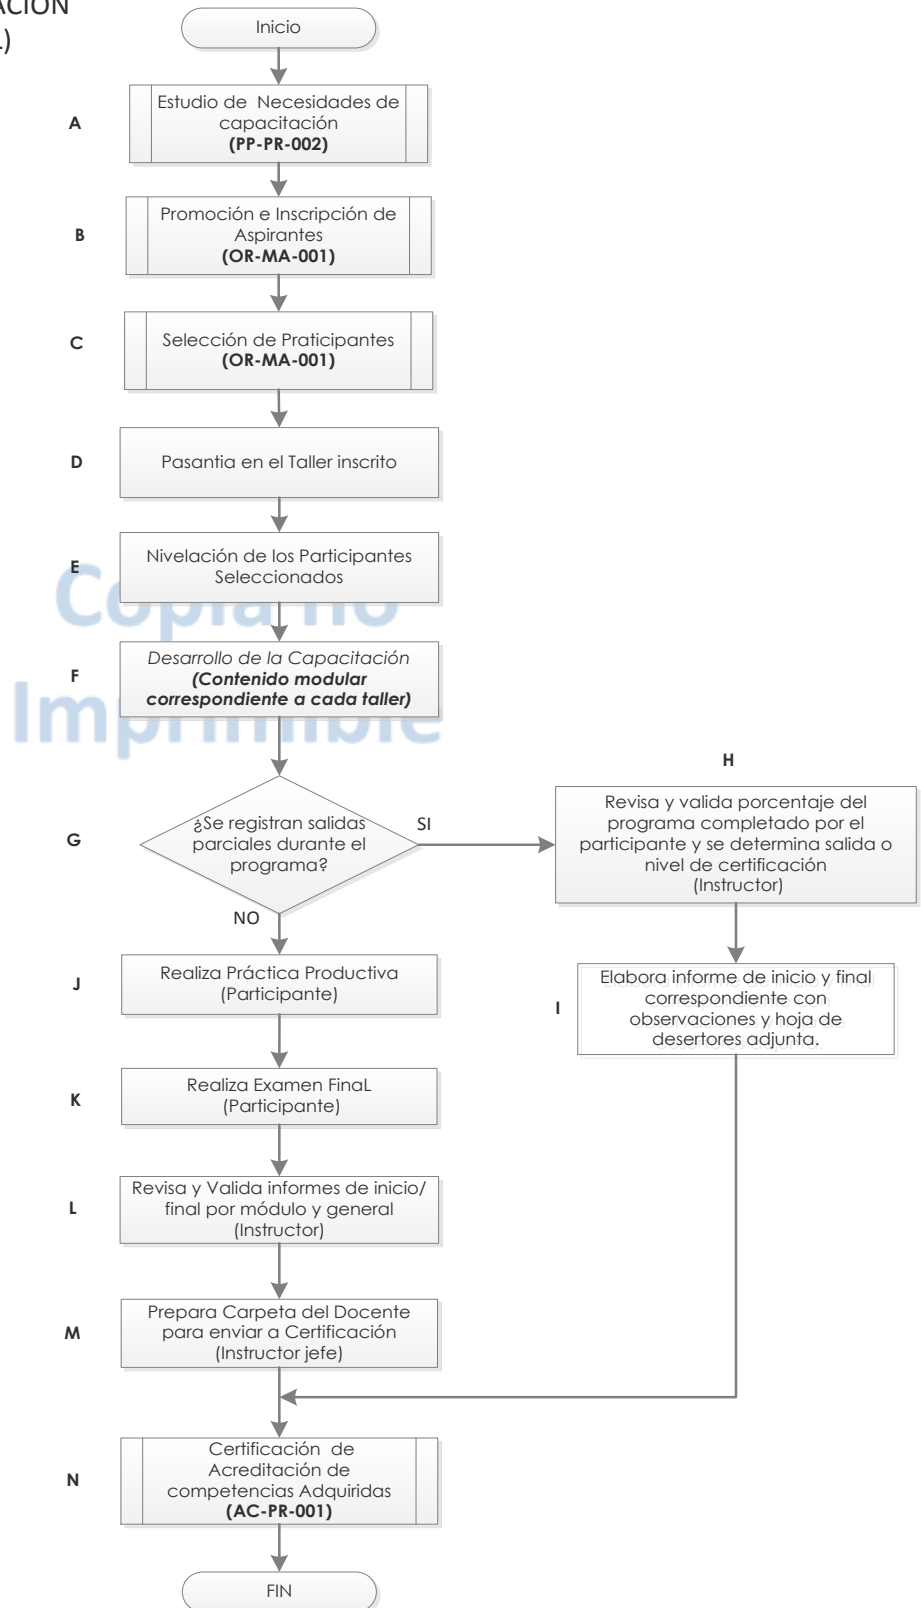 Inicio
A
Estudio de Necesidades de
capacitación
(PP-PR-002)
B
Promoción e Inscripción de
Aspirantes
(OR-MA-001)
C
Selección de Praticipantes
(OR-MA-001)
D
Pasantia en el Taller inscrito
E
Nivelación de los Participantes
Seleccionados
Copia no
F
Desarrollo de la Capacitación
(Contenido modular
correspondiente a cada taller)
Imprimible
G
¿Se registran salidas
parciales durante el
programa?
SI
NO
H
Revisa y valida porcentaje del
programa completado por el
participante y se determina salida o
nivel de certificación
(Instructor)
I
Elabora informe de inicio y final
correspondiente con
observaciones y hoja de
desertores adjunta.
J
Realiza Práctica Productiva
(Participante)
K
Realiza Examen FinaL
(Participante)
L
Revisa y Valida informes de inicio/
final por módulo y general
(Instructor)
M
Prepara Carpeta del Docente
para enviar a Certificación
(Instructor jefe)
N
Certificación de
Acreditación de
competencias Adquiridas
(AC-PR-001)
FIN